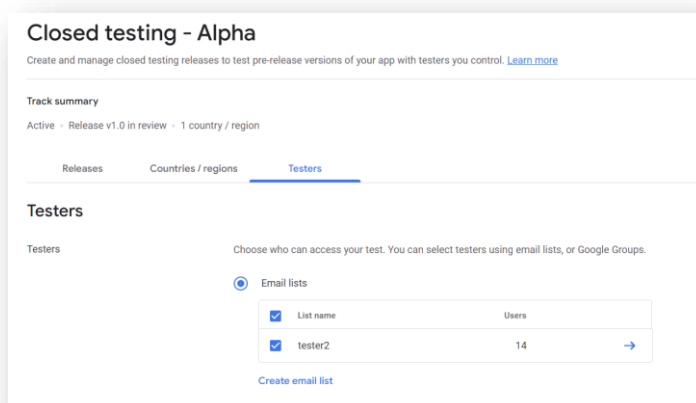 Closed testing - Alpha
Create and manage closed testing releases to test pre-release versions of your app with testers you control. Learn more
Track summary
Active • Release v1.0 in review • 1 country / region
Releases Countries / regions Testers
Testers
Testers Choose who can access your test. You can select testers using email lists, or Google Groups.
Email lists
List name Users
tester2 14
Create email list